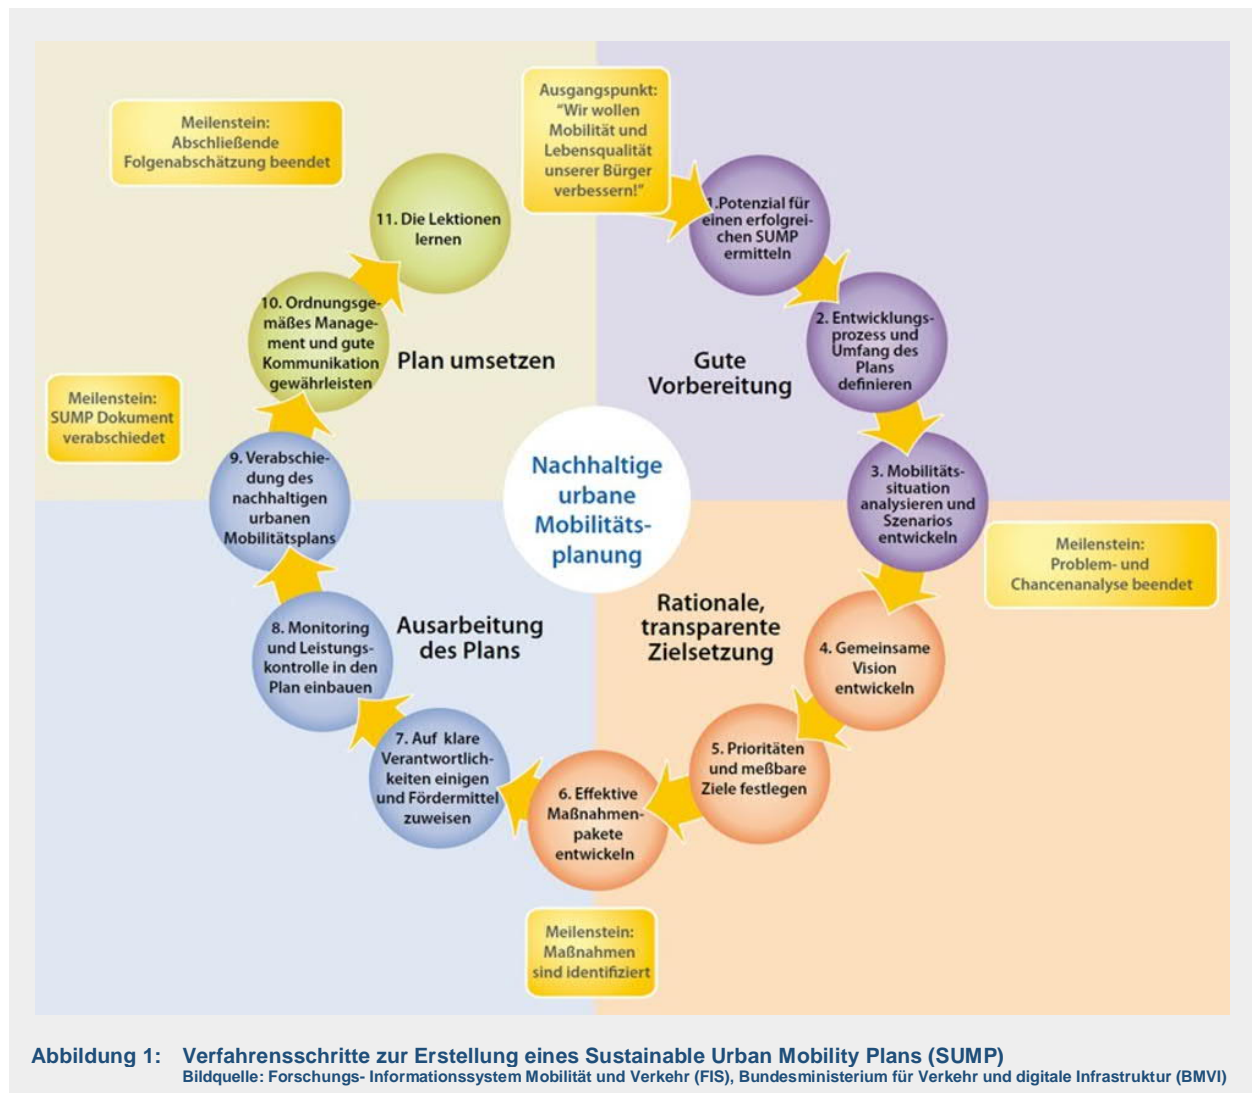 Ausgangspunkt:
"Wir wollen
Mobilität und
Lebensqualität
unserer Bürger
verbessern!"
1.Potenzial für
einen erfolgrei-
chen SUMP
ermitteln
2. Entwicklungs-
prozess und
Umfang des
Plans
definieren
Gute
Vorbereitung
3. Mobilitäts-
situation
analysieren und
Szenarios
entwickeln
Meilenstein:
Problem- und
Chancenanalyse beendet
Rationale,
transparente
Zielsetzung
4. Gemeinsame
Vision
entwickeln
5. Prioritäten
und meßbare
Ziele festlegen
6. Effektive
Maßnahmen-
pakete
entwickeln
Meilenstein:
Maßnahmen
sind identifiziert
7. Auf klare
Verantwortlich-
keiten einigen
und Fördermittel
zuweisen
Ausarbeitung
des Plans
8. Monitoring
und Leistungs-
kontrolle in den
Plan einbauen
9. Verabschie-
dung des
nachhaltigen
urbanen
Mobilitätsplans
Meilenstein:
SUMP Dokument
verabschiedet
10. Ordnungsge-
mäßes Manage-
ment und gute
Kommunikation
gewährleisten
Plan umsetzen
11. Die Lektionen
lernen
Meilenstein:
Abschließende
Folgenabschätzung beendet
Nachhaltige
urbane
Mobilitäts-
planung
Abbildung 1: Verfahrensschritte zur Erstellung eines Sustainable Urban Mobility Plans (SUMP)
Bildquelle: Forschungs- Informationssystem Mobilität und Verkehr (FIS), Bundesministerium für Verkehr und digitale Infrastruktur (BMVI)